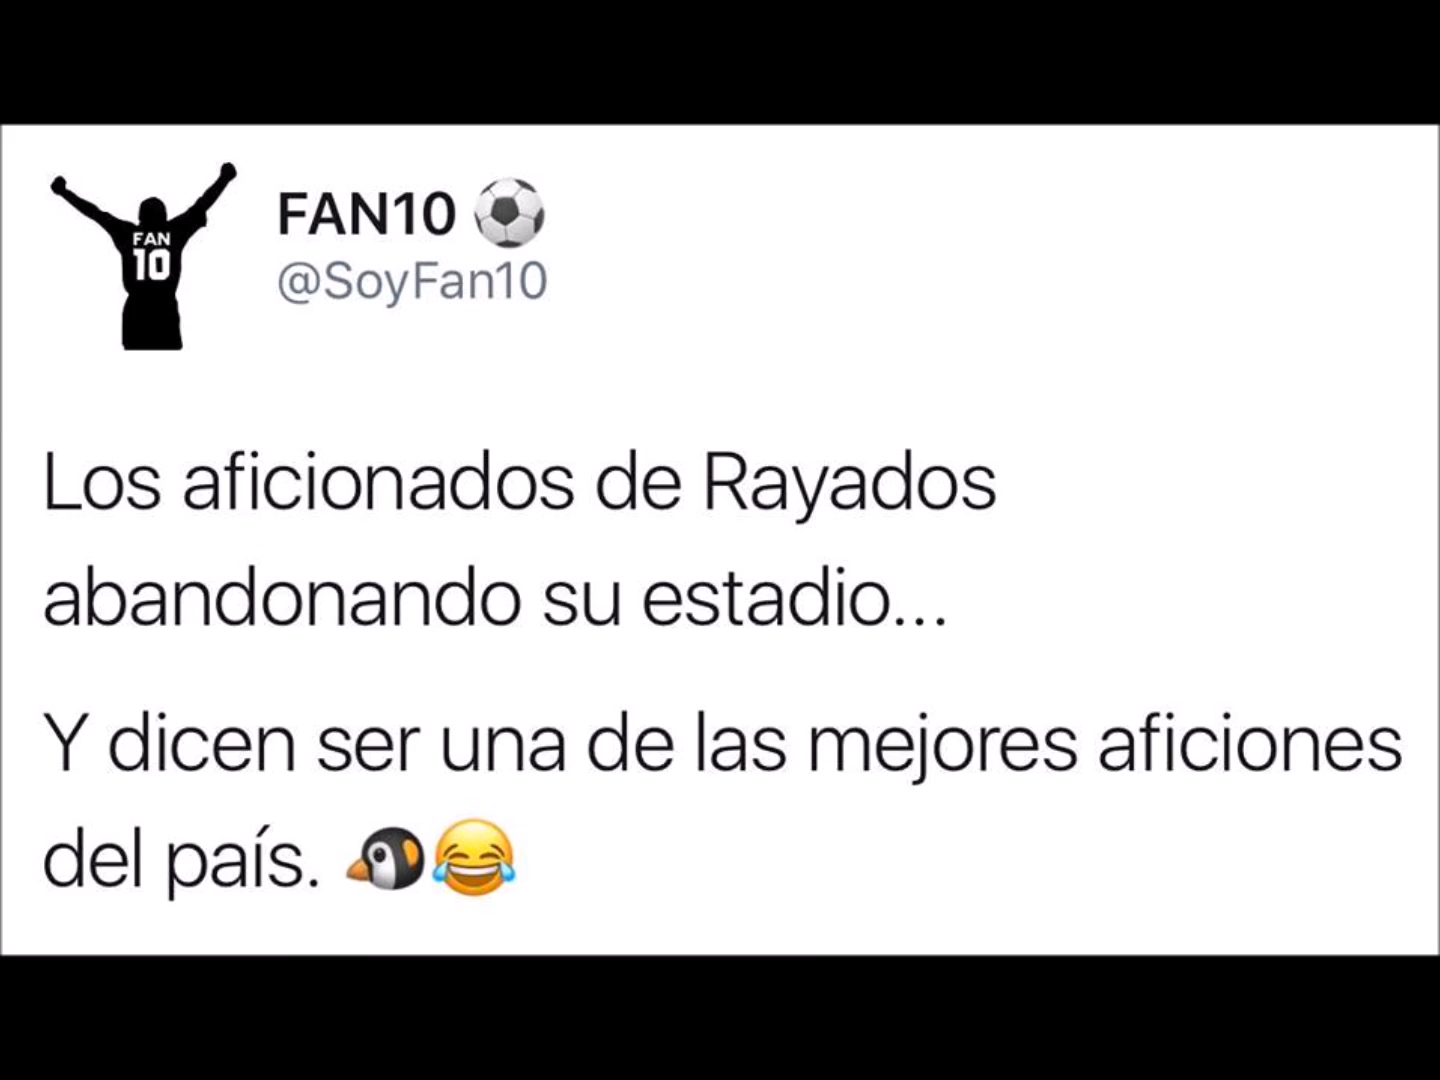 FAN
10
FAN10 ⚽
@SoyFan10
Los aficionados de Rayados
abandonando su estadio...
Y dicen ser una de las mejores aficiones
del país. 🐧😂